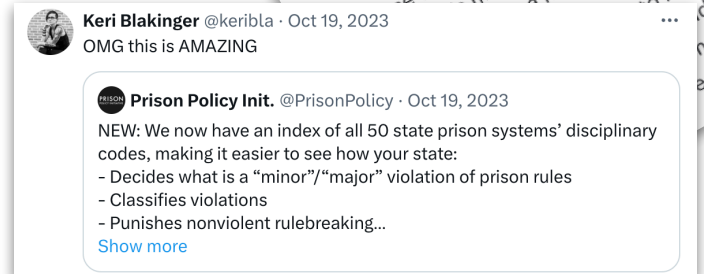 Keri Blakinger @keribla · Oct 19, 2023
OMG this is AMAZING
Prison Policy Init. @PrisonPolicy · Oct 19, 2023
NEW: We now have an index of all 50 state prison systems’ disciplinary
codes, making it easier to see how your state:
- Decides what is a “minor”/“major” violation of prison rules
- Classifies violations
- Punishes nonviolent rulebreaking...
Show more